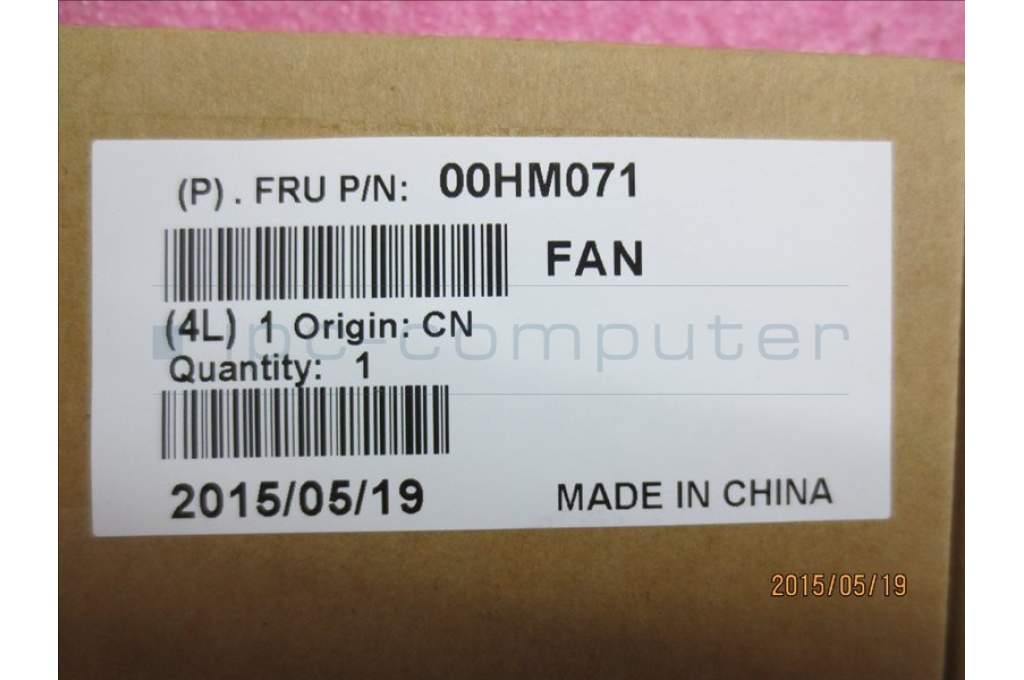 (P) . FRU P/N: 00HM071
FAN
(4L) 1 Origin: CN
ipc-computer
Quantity: 1
2015/05/19
MADE IN CHINA
2015/05/19